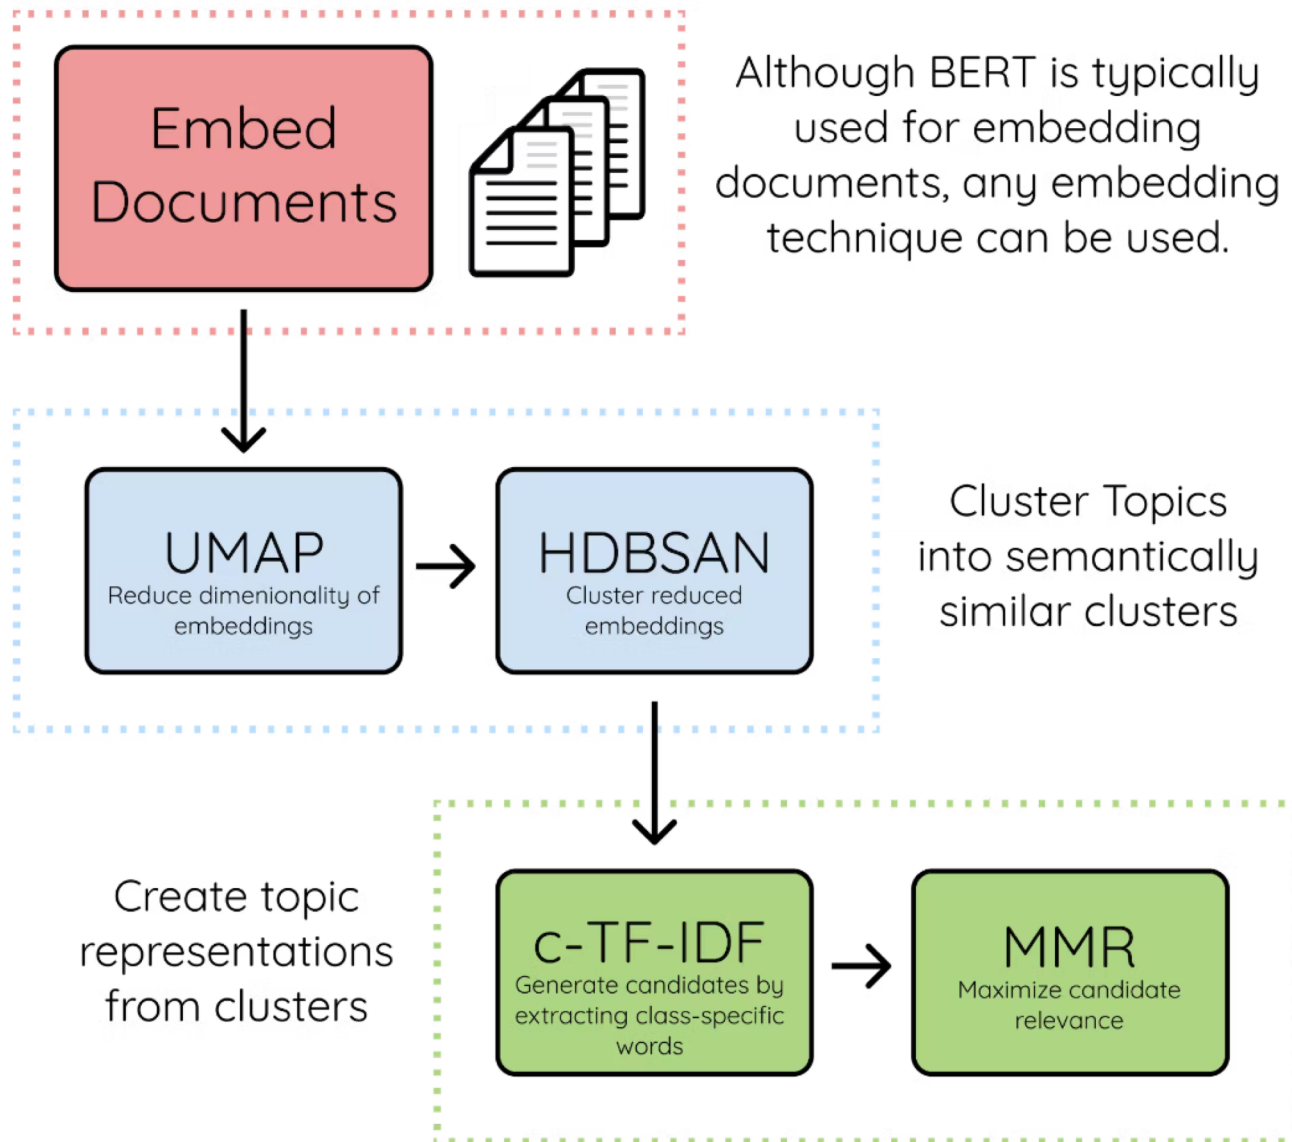 Embed
Documents
Although BERT is typically
used for embedding
documents, any embedding
technique can be used.
UMAP
Reduce dimenionality of
embeddings
HDBSAN
Cluster reduced
embeddings
Cluster Topics
into semantically
similar clusters
Create topic
representations
from clusters
c-TF-IDF
Generate candidates by
extracting class-specific
words
MMR
Maximize candidate
relevance